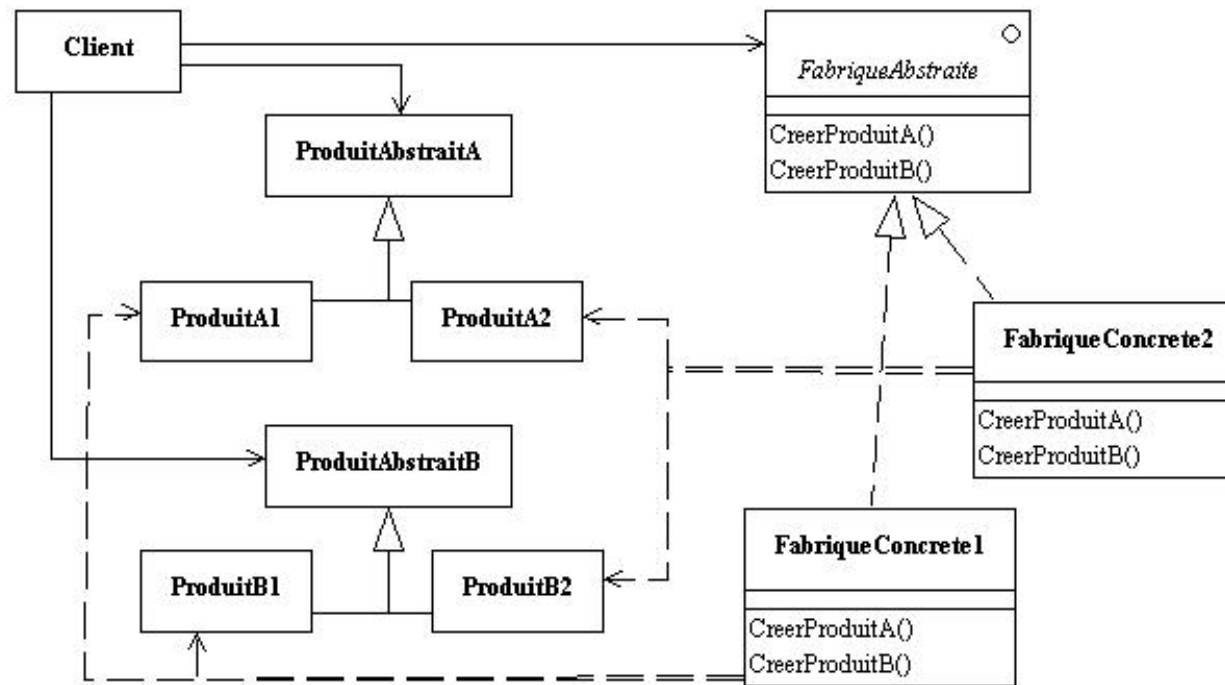 Client
FabriqueAbstraite
CreerProduitA()
CreerProduitB()
ProduitAbstraitA
ProduitA1
ProduitA2
FabriqueConcrete2
CreerProduitA()
CreerProduitB()
ProduitAbstraitB
ProduitB1
ProduitB2
FabriqueConcrete1
CreerProduitA()
CreerProduitB()